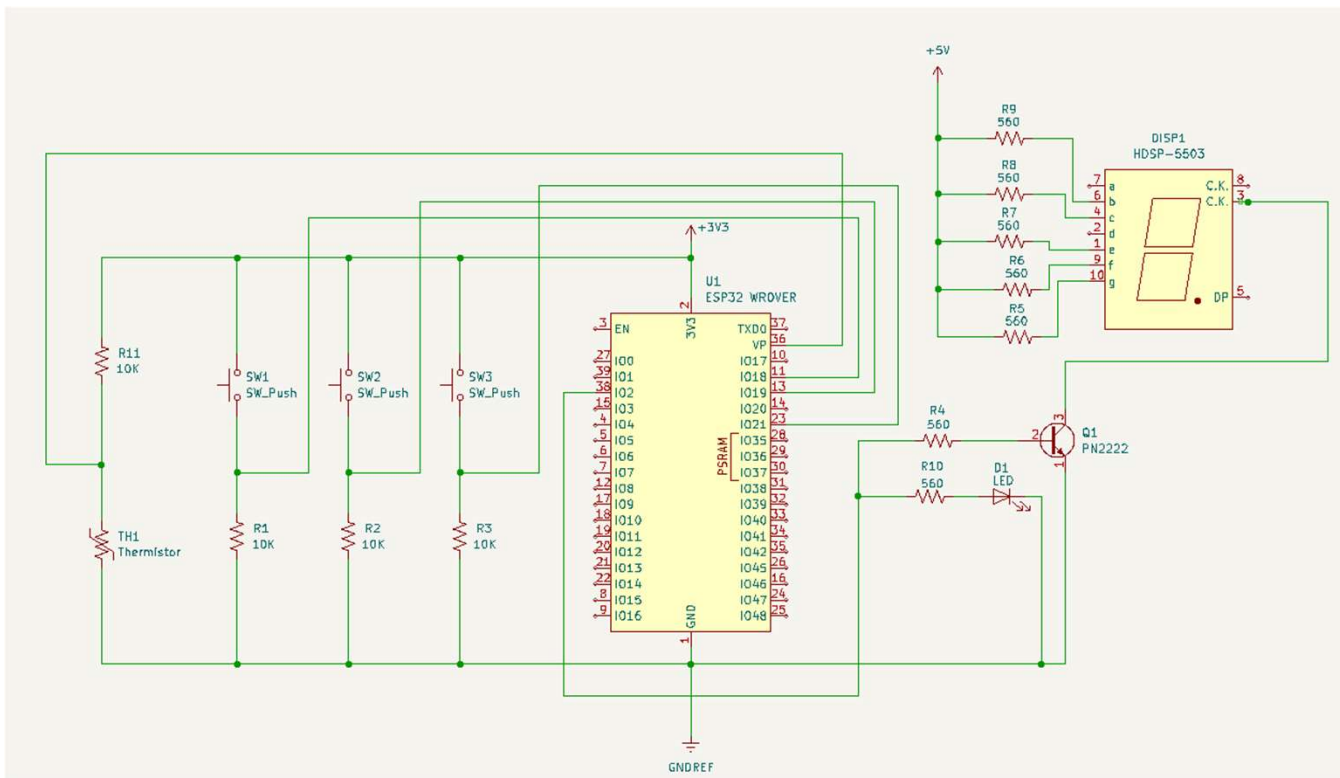 +5V
R9
560
R8
560
R7
560
R6
560
R5
560
DISP1
HDSP-5503
7 a
6 b
4 c
2 d
1 e
9 f
10 g
C.K. 8
C.K. 3
DP 5
+3V3
U1
ESP32 WROVER
2
3V3
3 EN
27 IO0
39 IO1
38 IO2
15 IO3
4 IO4
5 IO5
6 IO6
7 IO7
12 IO8
17 IO9
18 IO10
19 IO11
20 IO12
21 IO13
22 IO14
8 IO15
9 IO16
TXD0 37
VP 36
IO17 10
IO18 11
IO19 13
IO20 14
IO21 23
IO35 28
IO36 29
IO37 30
IO38 31
IO39 32
IO40 33
IO41 34
IO42 35
IO45 26
IO46 16
IO47 24
IO48 25
PSRAM
GND
1
R11
10K
SW1
SW_Push
SW2
SW_Push
SW3
SW_Push
TH1
Thermistor
R1
10K
R2
10K
R3
10K
R4
560
R10
560
D1
LED
3
2
1
Q1
PN2222
GNDREF